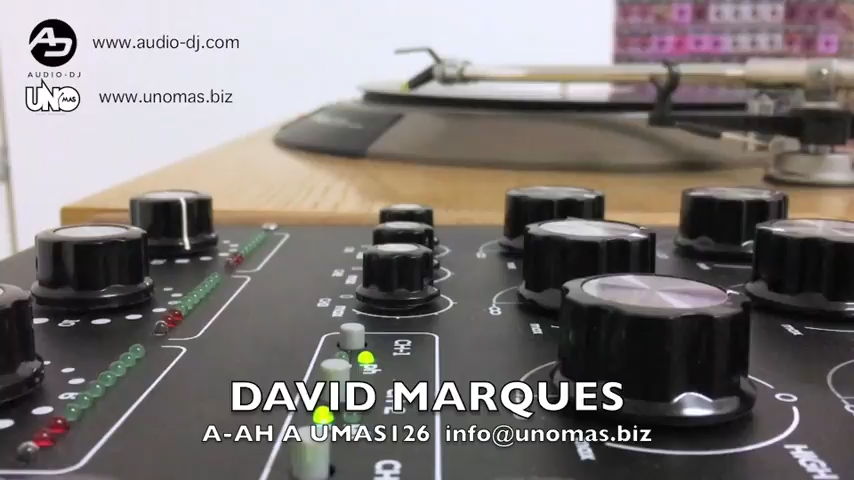 AD
www.audio-dj.com
AUDIO-DJ
UNO MAS
www.unomas.biz
CH-1
CH
HIGH
DAVID MARQUES
A-AH A UMAS126 info@unomas.biz